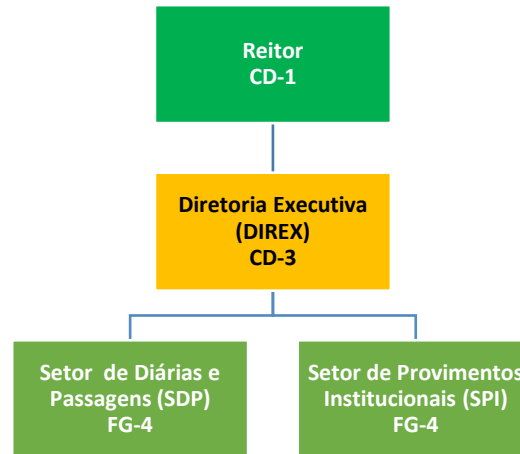 Reitor
CD-1
Diretoria Executiva
(DIREX)
CD-3
Setor de Diárias e
Passagens (SDP)
FG-4
Setor de Provimentos
Institucionais (SPI)
FG-4